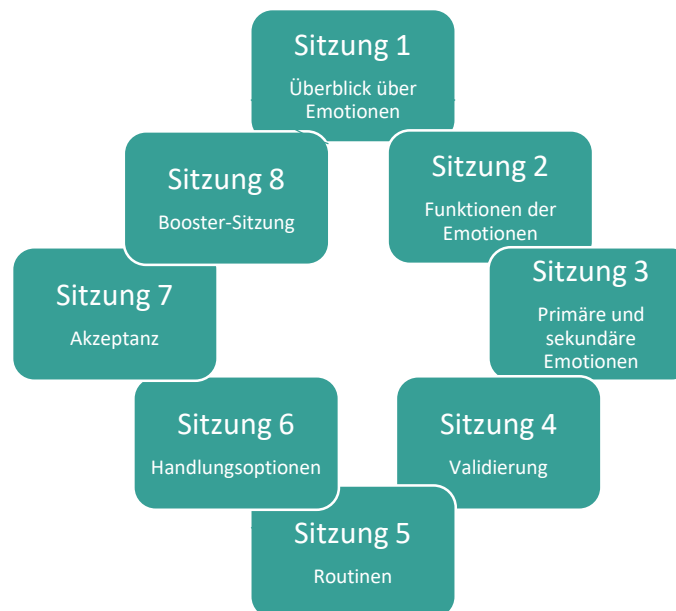 Sitzung 1
Überblick über
Emotionen
Sitzung 2
Funktionen der
Emotionen
Sitzung 3
Primäre und
sekundäre
Emotionen
Sitzung 4
Validierung
Sitzung 5
Routinen
Sitzung 6
Handlungsoptionen
Sitzung 7
Akzeptanz
Sitzung 8
Booster-Sitzung